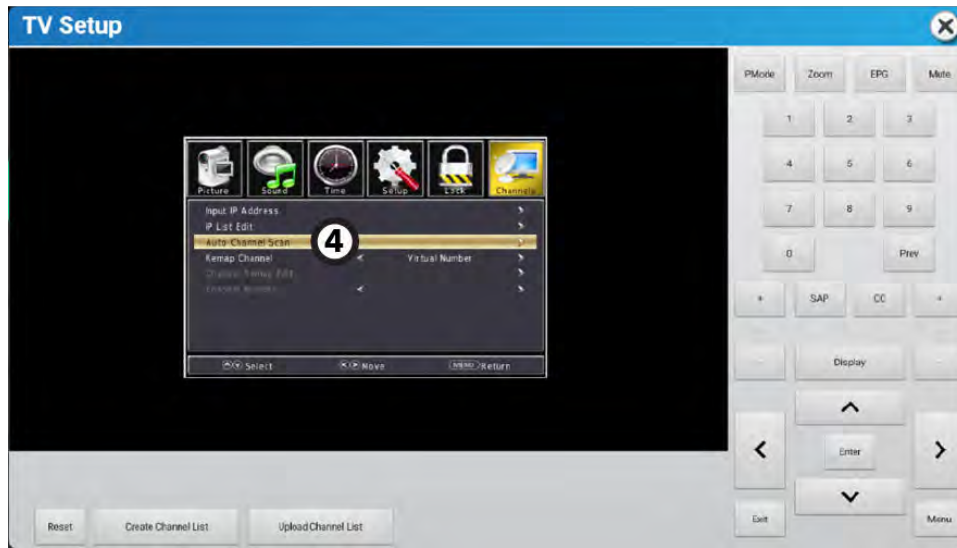 TV Setup
PMode Zoom EPG Mute
1 2 3
4 5 6
7 8 9
0 Prev
+ SAP CC +
- Display -
Enter
Exit Menu
Picture Sound Time Setup Lock Channels
Input IP Address
IP List Edit
Auto Channel Scan
4
Remap Channel Virtual Number
Select Move MENU Return
Reset Create Channel List Upload Channel List